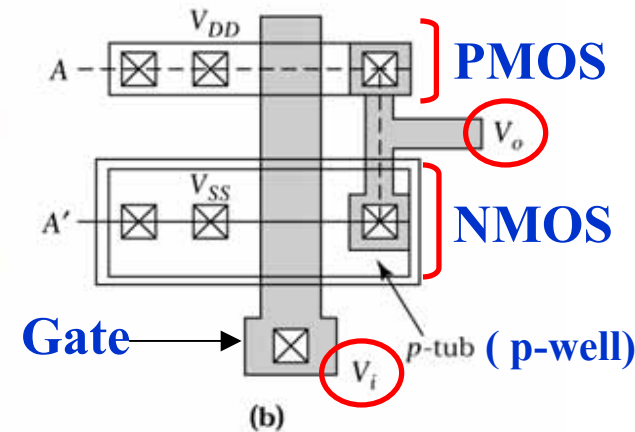 V_DD
A
PMOS
V_o
V_SS
A′
NMOS
Gate
p-tub ( p-well)
V_i
(b)